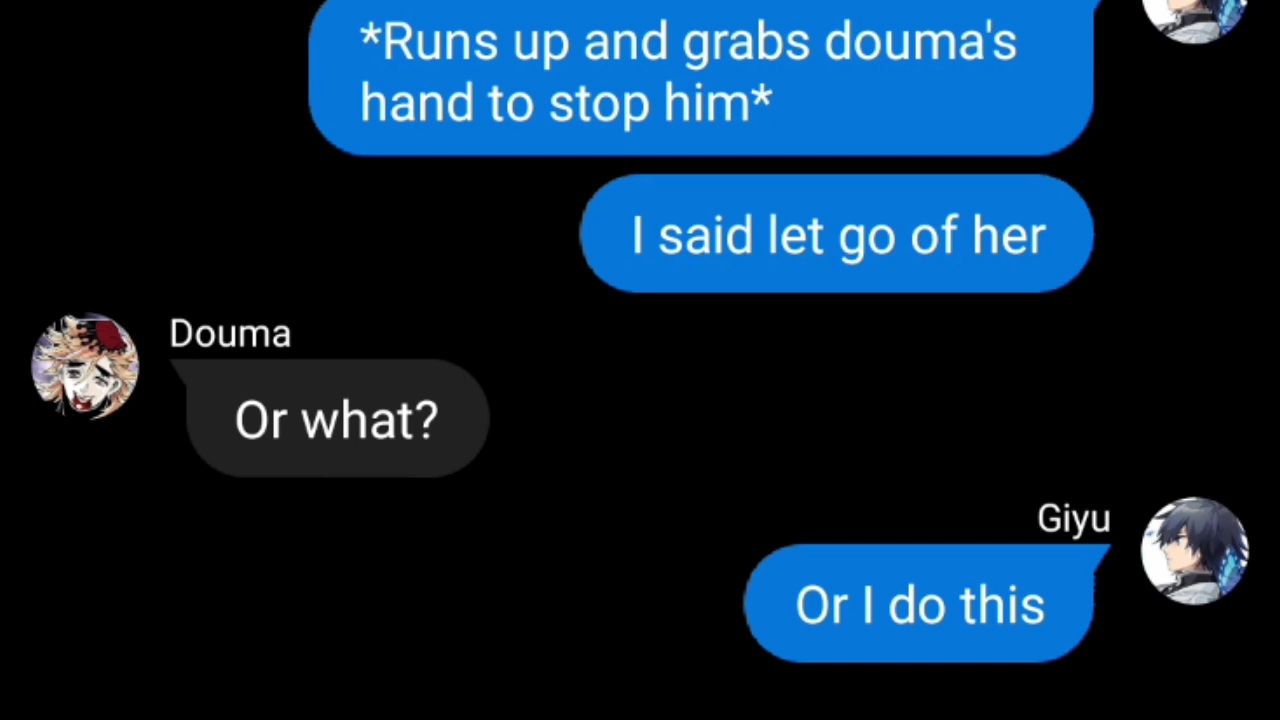 *Runs up and grabs douma's
hand to stop him*
I said let go of her
Douma
Or what?
Giyu
Or I do this